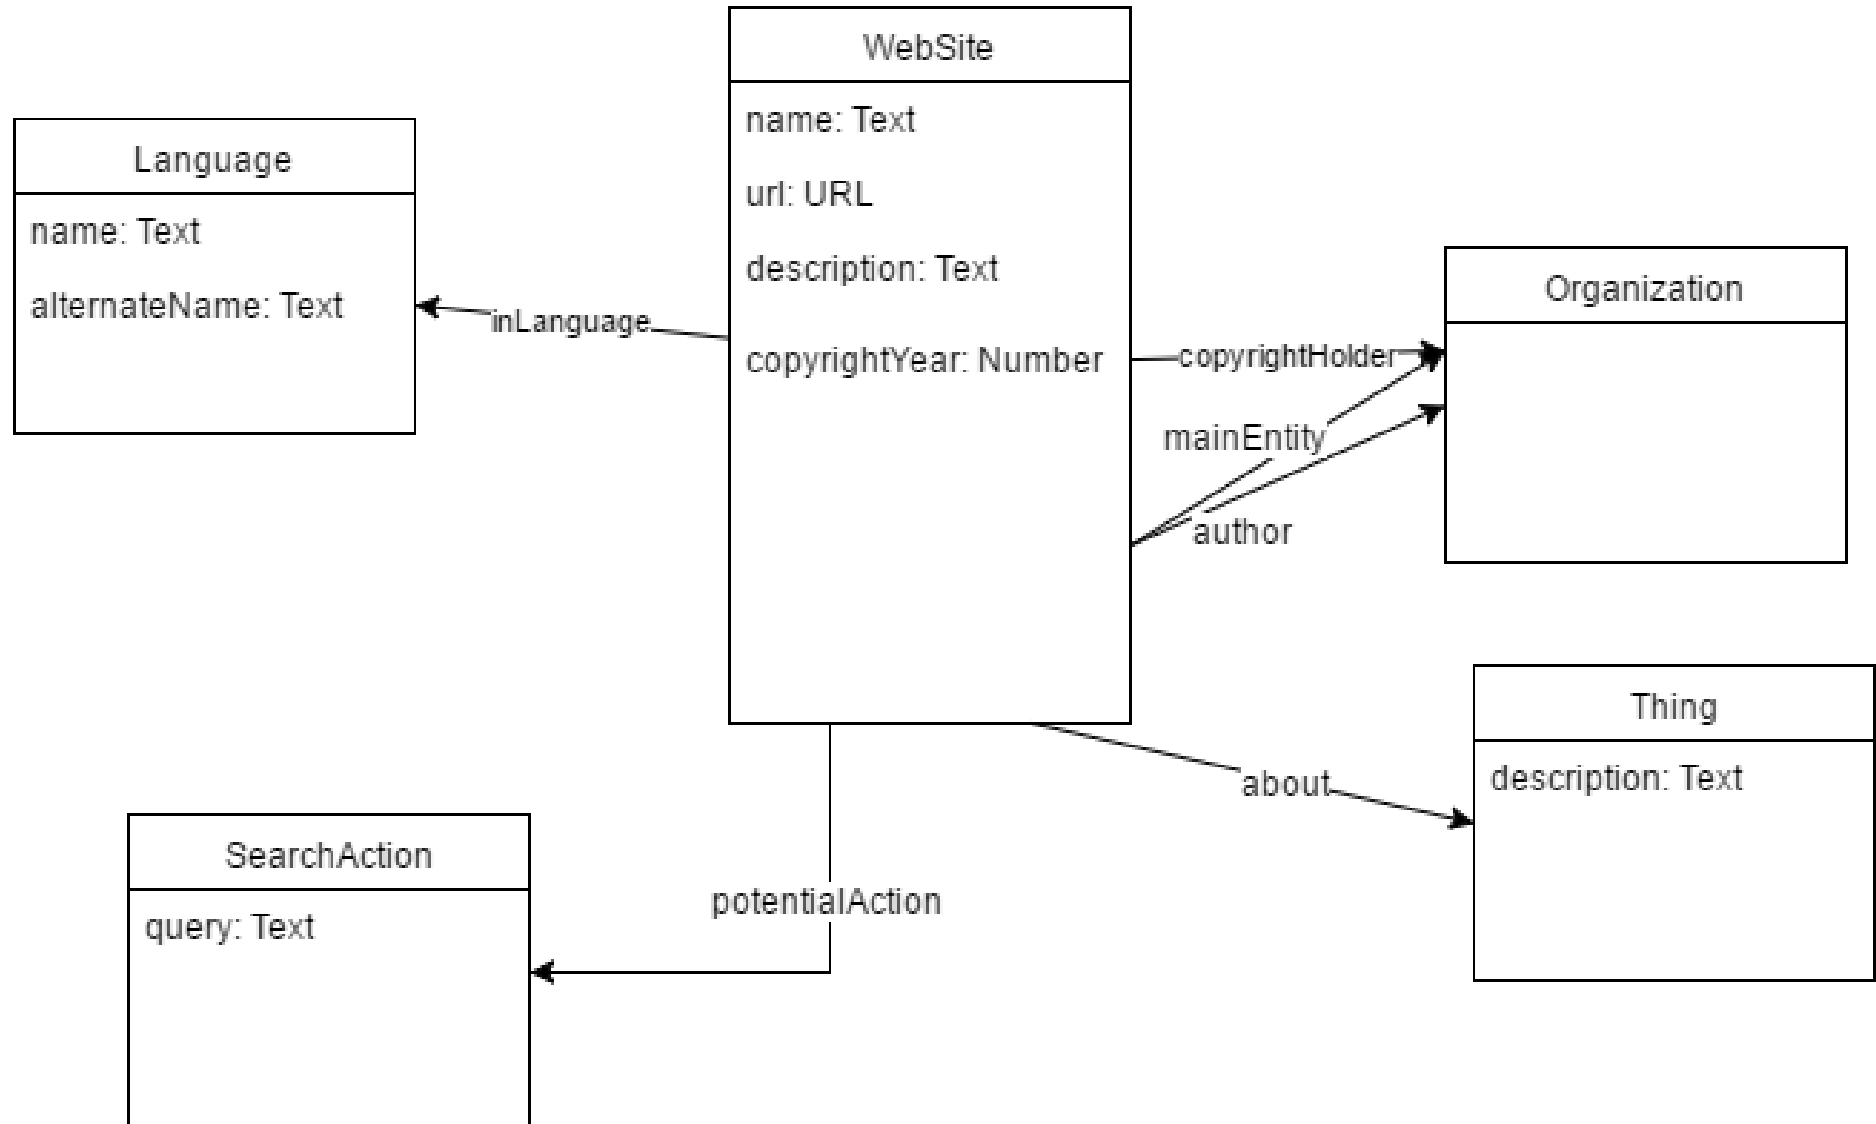 WebSite
name: Text
url: URL
description: Text
copyrightYear: Number
Language
name: Text
alternateName: Text
inLanguage
Organization
copyrightHolder
mainEntity
author
Thing
description: Text
about
SearchAction
query: Text
potentialAction